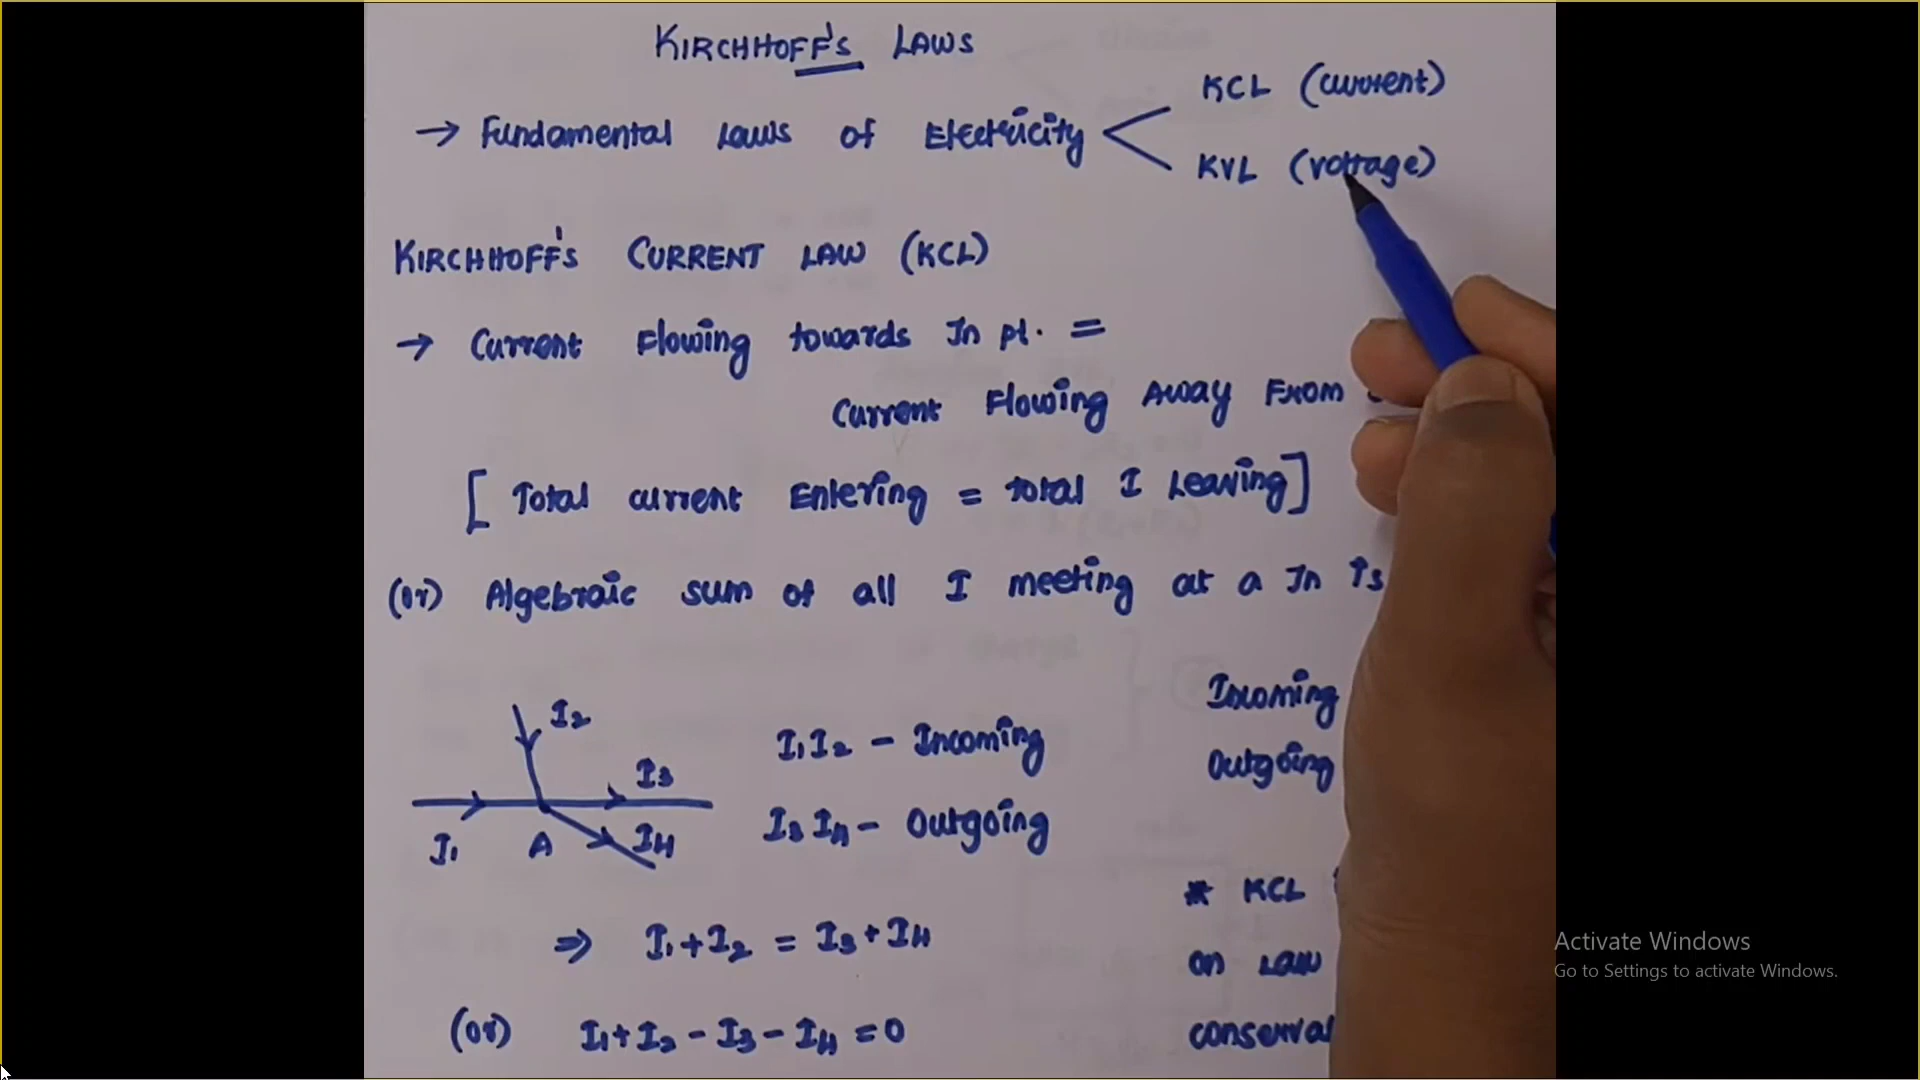 KIRCHHOFF'S LAWS
→ Fundamental Laws of Electricity
KCL (current)
KVL (voltage)
KIRCHHOFF'S CURRENT LAW (KCL)
→ Current Flowing towards Jn pt. =
Current Flowing Away From
[ Total current Entering = total I Leaving]
(or) Algebraic sum of all I meeting at a Jn is
I2
I3
I1
A
I4
I1 I2 - Incoming
I3 I4 - Outgoing
Incoming
Outgoing
⇒ I1 + I2 = I3 + I4
(or) I1 + I2 - I3 - I4 = 0
* KCL
on Law
conserva
Activate Windows
Go to Settings to activate Windows.